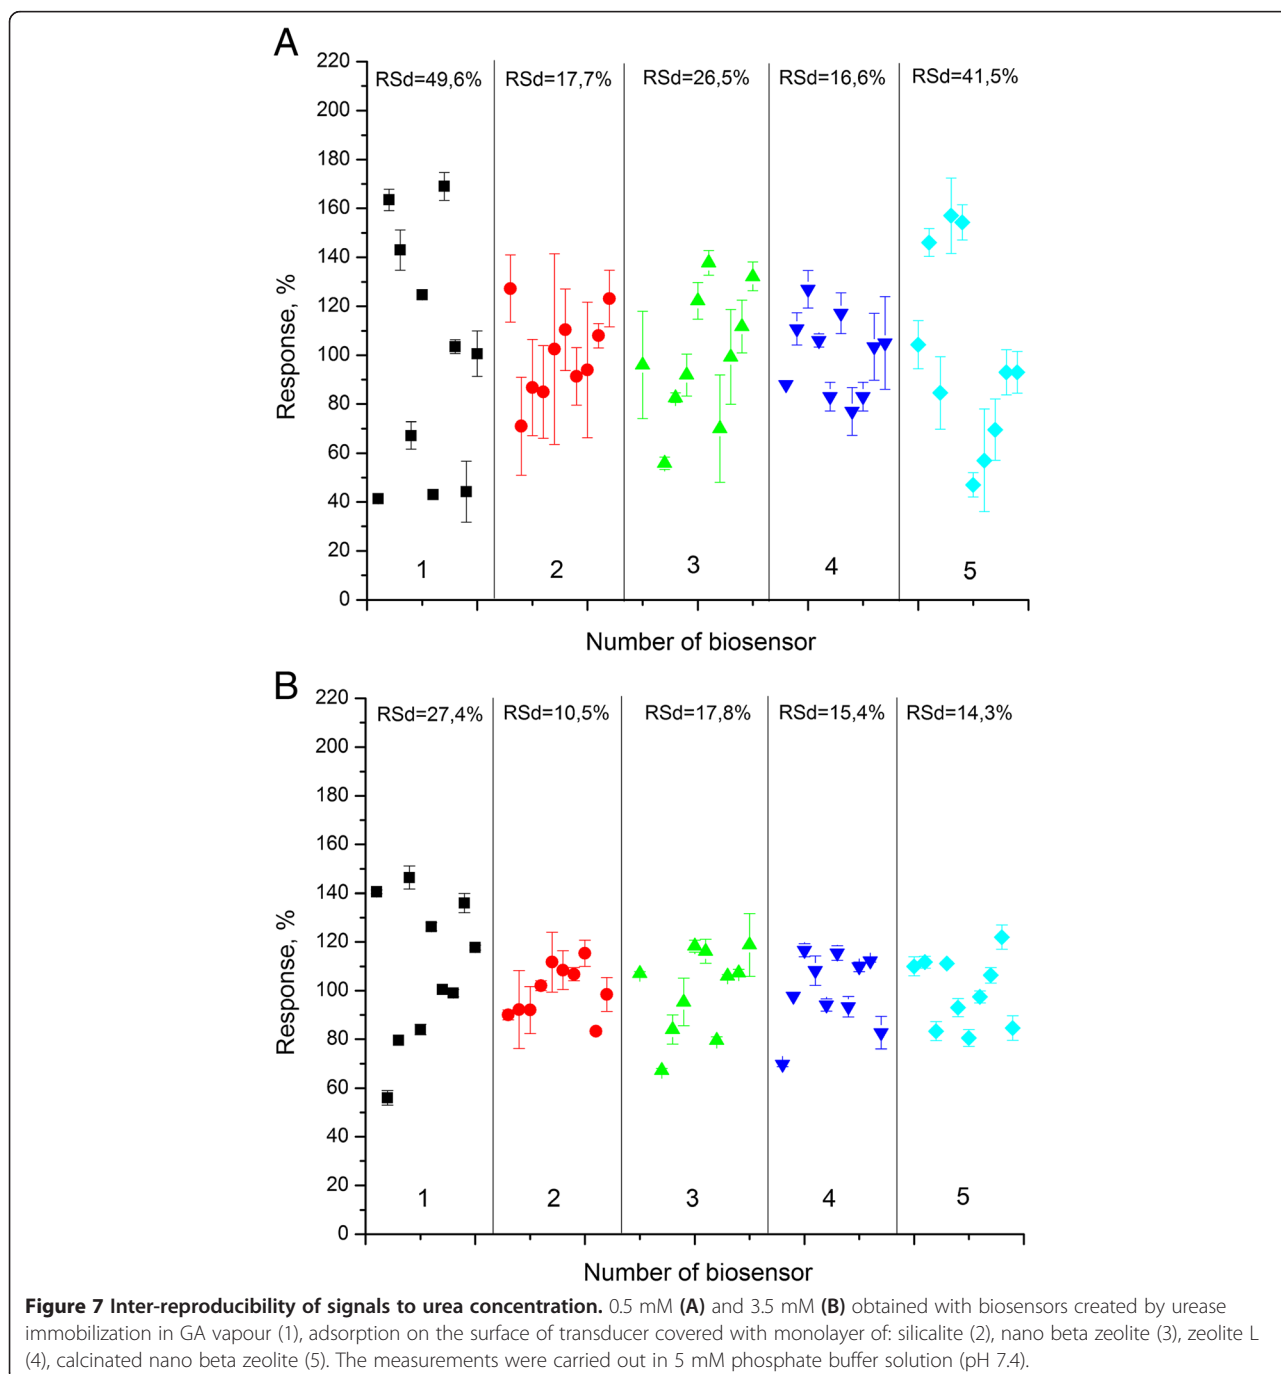 A
RSd=49,6% RSd=17,7% RSd=26,5% RSd=16,6% RSd=41,5%
220
200
180
160
140
120
100
80
60
40
20
0
Response, %
1 2 3 4 5
Number of biosensor
B
RSd=27,4% RSd=10,5% RSd=17,8% RSd=15,4% RSd=14,3%
220
200
180
160
140
120
100
80
60
40
20
0
Response, %
1 2 3 4 5
Number of biosensor
Figure 7 Inter-reproducibility of signals to urea concentration. 0.5 mM (A) and 3.5 mM (B) obtained with biosensors created by urease
immobilization in GA vapour (1), adsorption on the surface of transducer covered with monolayer of: silicalite (2), nano beta zeolite (3), zeolite L
(4), calcinated nano beta zeolite (5). The measurements were carried out in 5 mM phosphate buffer solution (pH 7.4).